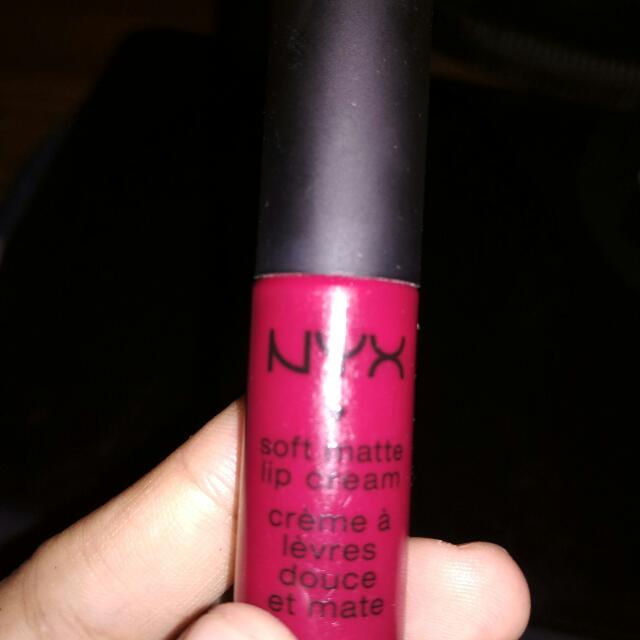 NYX
soft matte
lip cream
crème à
lèvres
douce
et mate